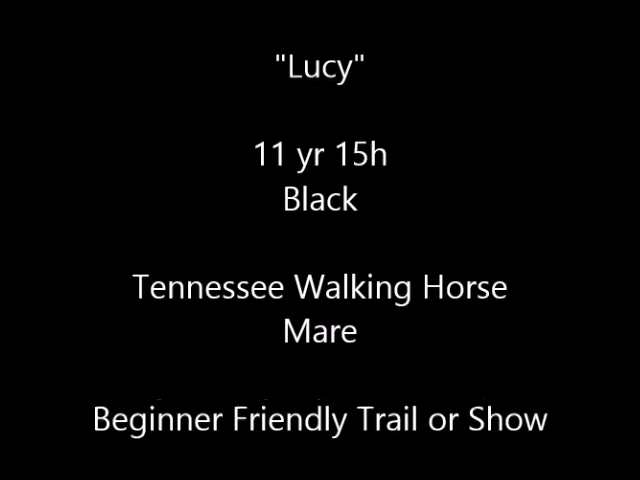 "Lucy"
11 yr 15h
Black
Tennessee Walking Horse
Mare
Beginner Friendly Trail or Show